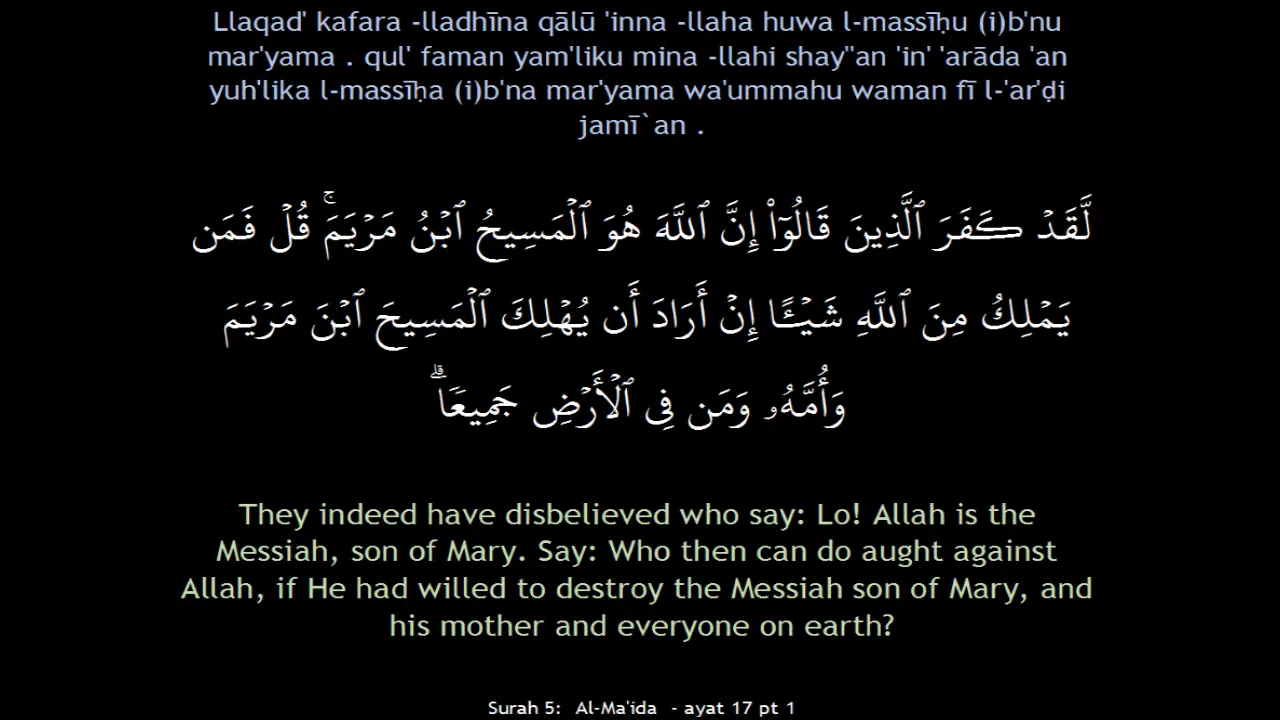 Llaqad' kafara -lladhīna qālū 'inna -llaha huwa l-massīḥu (i)b'nu
mar'yama . qul' faman yam'liku mina -llahi shay''an 'in' 'arāda 'an
yuh'lika l-massīḥa (i)b'na mar'yama wa'ummahu waman fī l-'ar'ḍi
jamī`an .
لَّقَدۡ كَفَرَ ٱلَّذِينَ قَالُوٓاْ إِنَّ ٱللَّهَ هُوَ ٱلۡمَسِيحُ ٱبۡنُ مَرۡيَمَۚ قُلۡ فَمَن
يَمۡلِكُ مِنَ ٱللَّهِ شَيۡـًٔا إِنۡ أَرَادَ أَن يُهۡلِكَ ٱلۡمَسِيحَ ٱبۡنَ مَرۡيَمَ
وَأُمَّهُۥ وَمَن فِي ٱلۡأَرۡضِ جَمِيعٗاۗ
They indeed have disbelieved who say: Lo! Allah is the
Messiah, son of Mary. Say: Who then can do aught against
Allah, if He had willed to destroy the Messiah son of Mary, and
his mother and everyone on earth?
Surah 5: Al-Ma'ida - ayat 17 pt 1